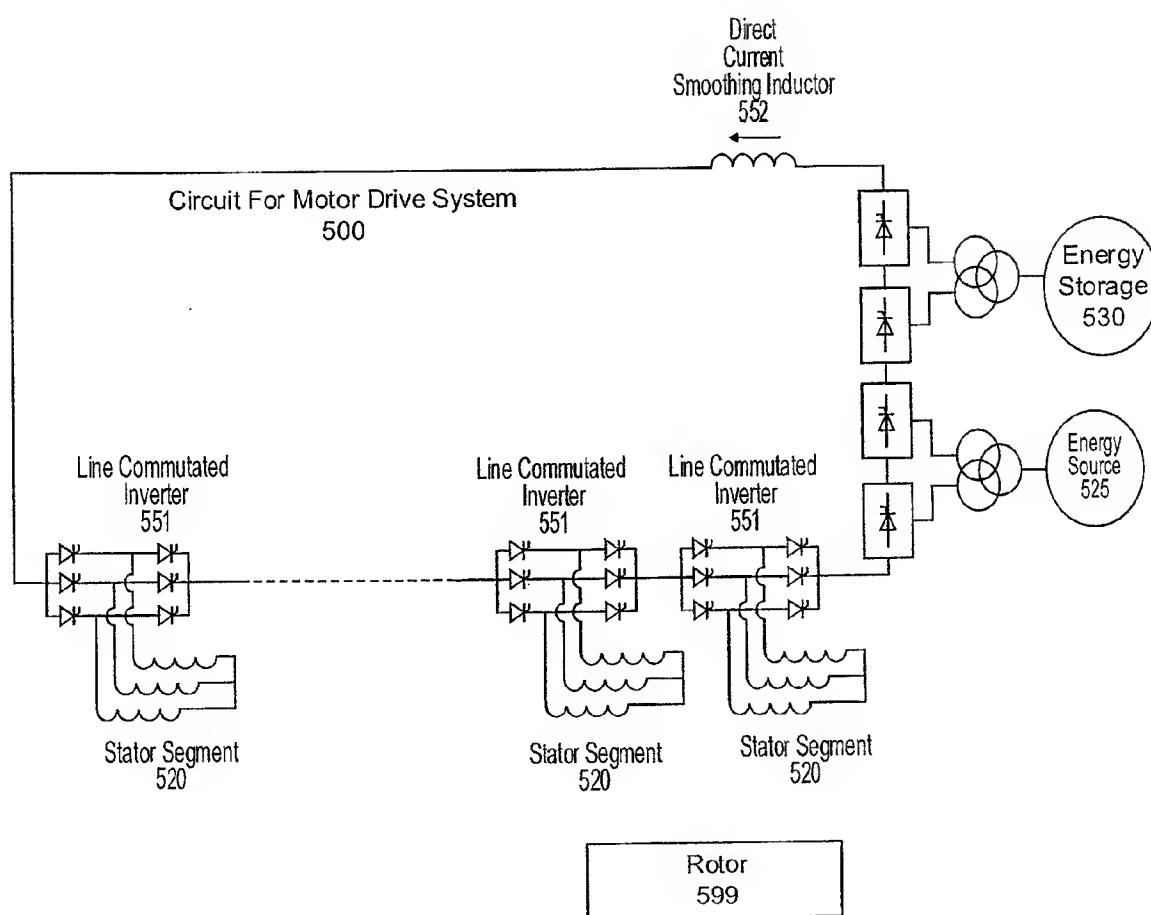 Direct
Current
Smoothing Inductor
552
Circuit For Motor Drive System
500
Energy
Storage
530
Energy
Source
525
Line Commutated
Inverter
551
Line Commutated
Inverter
551
Line Commutated
Inverter
551
Stator Segment
520
Stator Segment
520
Stator Segment
520
Rotor
599